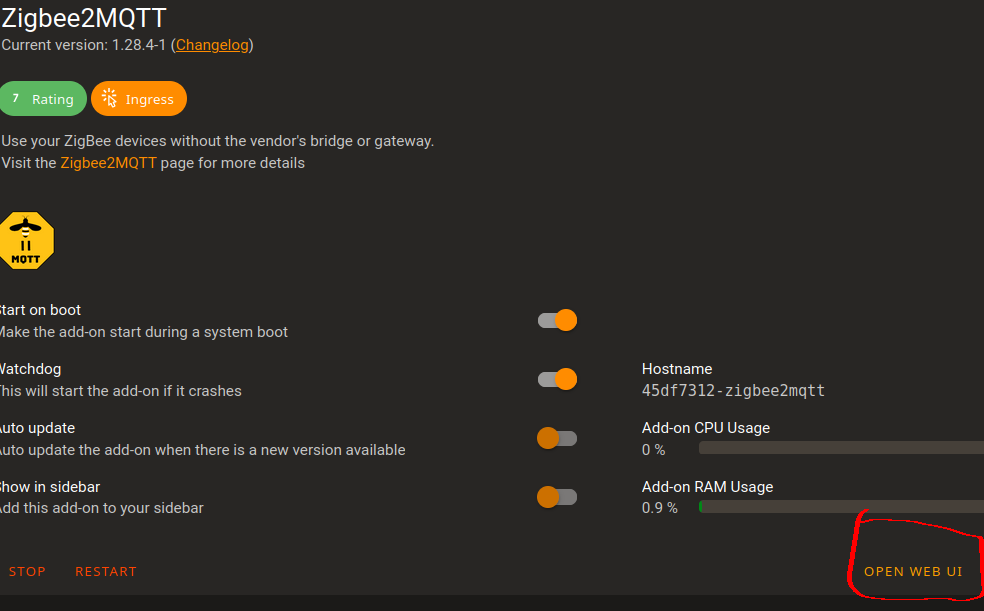 Zigbee2MQTT
Current version: 1.28.4-1 (Changelog)
7 Rating Ingress
Use your ZigBee devices without the vendor's bridge or gateway.
Visit the Zigbee2MQTT page for more details
MQTT
Start on boot
Make the add-on start during a system boot
Watchdog
This will start the add-on if it crashes
Hostname
45df7312-zigbee2mqtt
Auto update
Auto update the add-on when there is a new version available
Add-on CPU Usage
0 %
Show in sidebar
Add this add-on to your sidebar
Add-on RAM Usage
0.9 %
STOP RESTART OPEN WEB UI